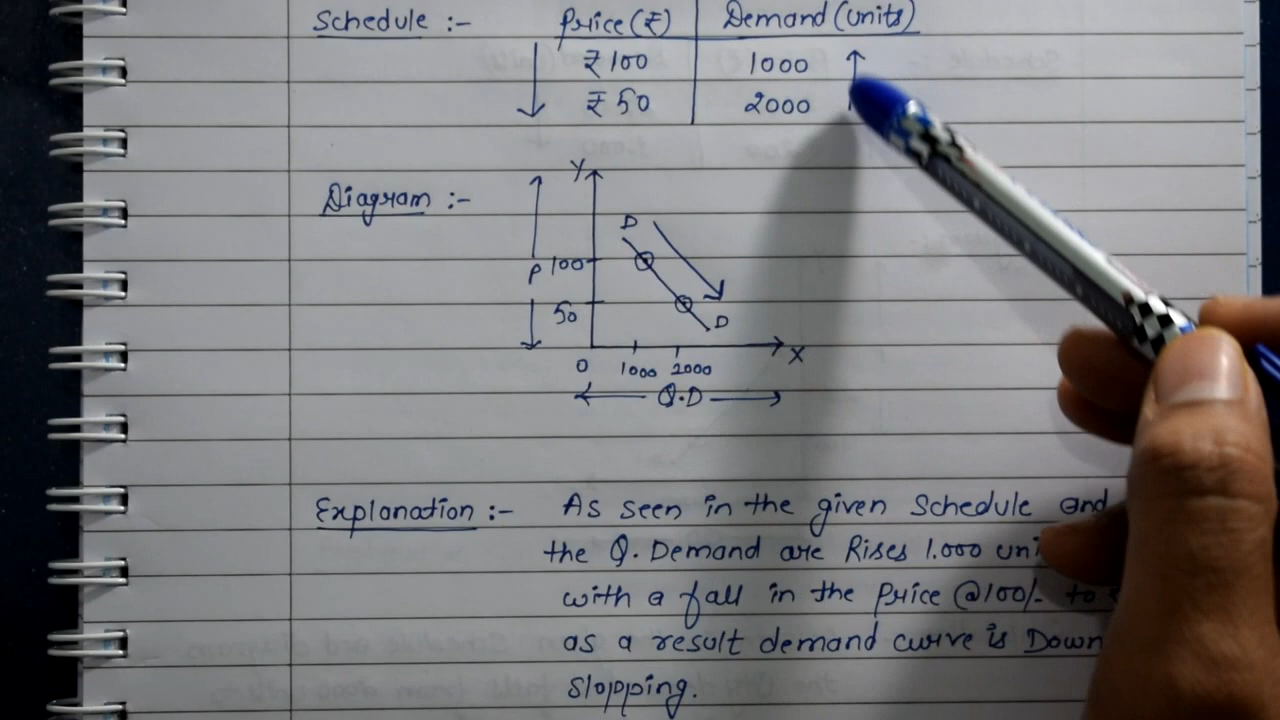 Schedule :- Price (₹) Demand (units)
₹ 100 1000
₹ 50 2000
Diagram :-
Y
D
P 100
50
D
0 1000 2000 X
Q.D
Explanation :- As seen in the given Schedule and
the Q. Demand are Rises 1.000
with a fall in the Price @100/- to
as a result demand curve is Down
Slopping.